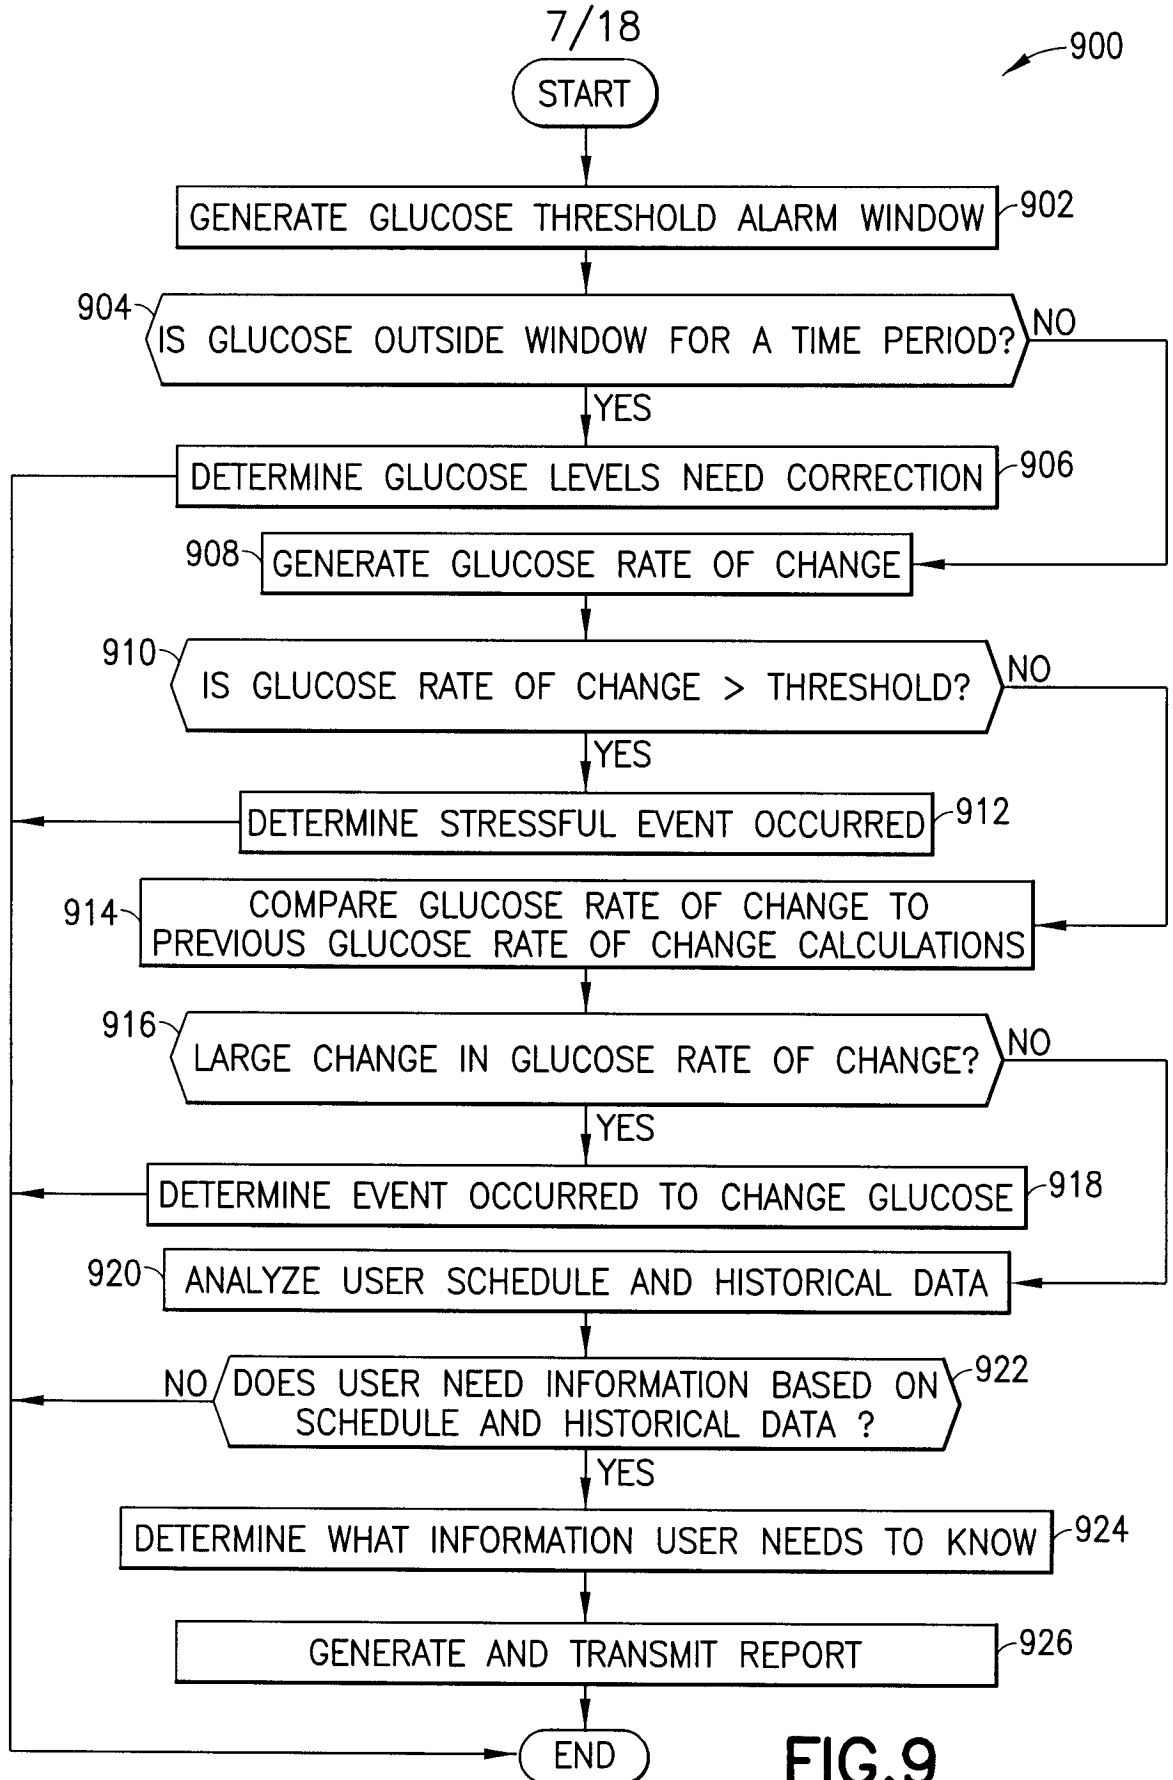 7/18
900
START
GENERATE GLUCOSE THRESHOLD ALARM WINDOW
902
904
IS GLUCOSE OUTSIDE WINDOW FOR A TIME PERIOD?
NO
YES
DETERMINE GLUCOSE LEVELS NEED CORRECTION
906
908
GENERATE GLUCOSE RATE OF CHANGE
910
IS GLUCOSE RATE OF CHANGE > THRESHOLD?
NO
YES
DETERMINE STRESSFUL EVENT OCCURRED
912
914
COMPARE GLUCOSE RATE OF CHANGE TO
PREVIOUS GLUCOSE RATE OF CHANGE CALCULATIONS
916
LARGE CHANGE IN GLUCOSE RATE OF CHANGE?
NO
YES
DETERMINE EVENT OCCURRED TO CHANGE GLUCOSE
918
920
ANALYZE USER SCHEDULE AND HISTORICAL DATA
NO
DOES USER NEED INFORMATION BASED ON
SCHEDULE AND HISTORICAL DATA ?
922
YES
DETERMINE WHAT INFORMATION USER NEEDS TO KNOW
924
GENERATE AND TRANSMIT REPORT
926
END
FIG.9